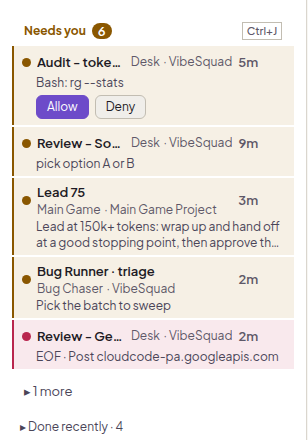 Needs you 6 Ctrl+J
Audit – toke... Desk · VibeSquad 5m
Bash: rg --stats
Allow Deny
Review – So... Desk · VibeSquad 9m
pick option A or B
Lead 75
Main Game · Main Game Project 3m
Lead at 150k+ tokens: wrap up and hand off
at a good stopping point, then approve th...
Bug Runner · triage
Bug Chaser · VibeSquad 2m
Pick the batch to sweep
Review – Ge... Desk · VibeSquad 2m
EOF · Post cloudcode-pa.googleapis.com
▸ 1 more
▸ Done recently · 4